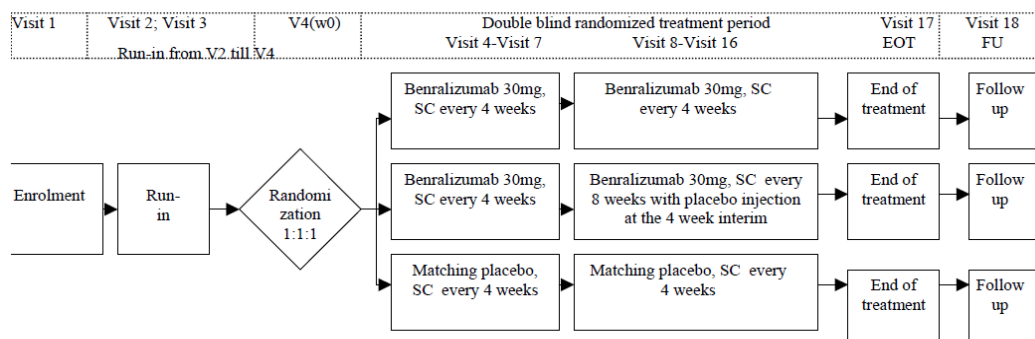 Visit 1
Visit 2; Visit 3
V4(w0)
Double blind randomized treatment period
Visit 17
Visit 18
Visit 4-Visit 7
Visit 8-Visit 16
EOT
FU
Run-in from V2 till V4
Enrolment
Run-
in
Randomi
zation
1:1:1
Benralizumab 30mg,
SC every 4 weeks
Benralizumab 30mg, SC
every 4 weeks
End of
treatment
Follow
up
Benralizumab 30mg,
SC every 4 weeks
Benralizumab 30mg, SC every
8 weeks with placebo injection
at the 4 week interim
End of
treatment
Follow
up
Matching placebo,
SC every 4 weeks
Matching placebo, SC every
4 weeks
End of
treatment
Follow
up